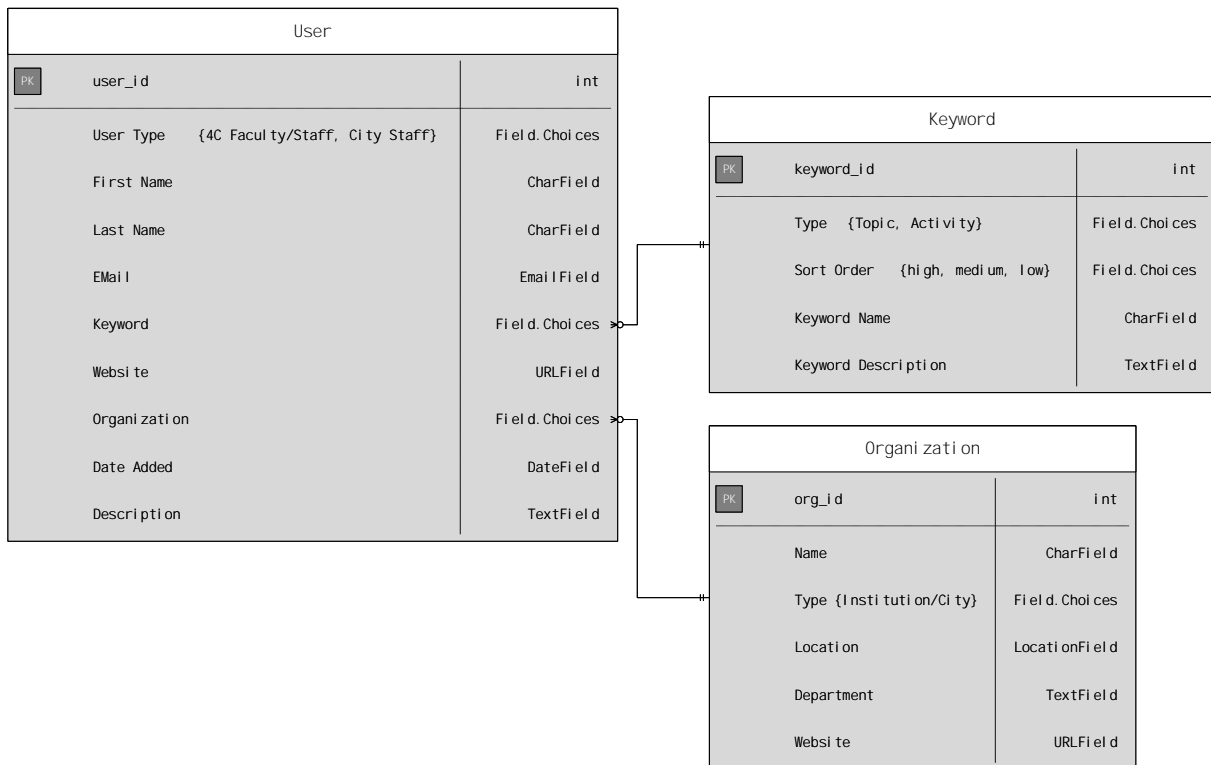 User
PK user_id int
User Type {4C Faculty/Staff, City Staff} Field.Choices
First Name CharField
Last Name CharField
EMail EmailField
Keyword Field.Choices
Website URLField
Organization Field.Choices
Date Added DateField
Description TextField
Keyword
PK keyword_id int
Type {Topic, Activity} Field.Choices
Sort Order {high, medium, low} Field.Choices
Keyword Name CharField
Keyword Description TextField
Organization
PK org_id int
Name CharField
Type {Institution/City} Field.Choices
Location LocationField
Department TextField
Website URLField